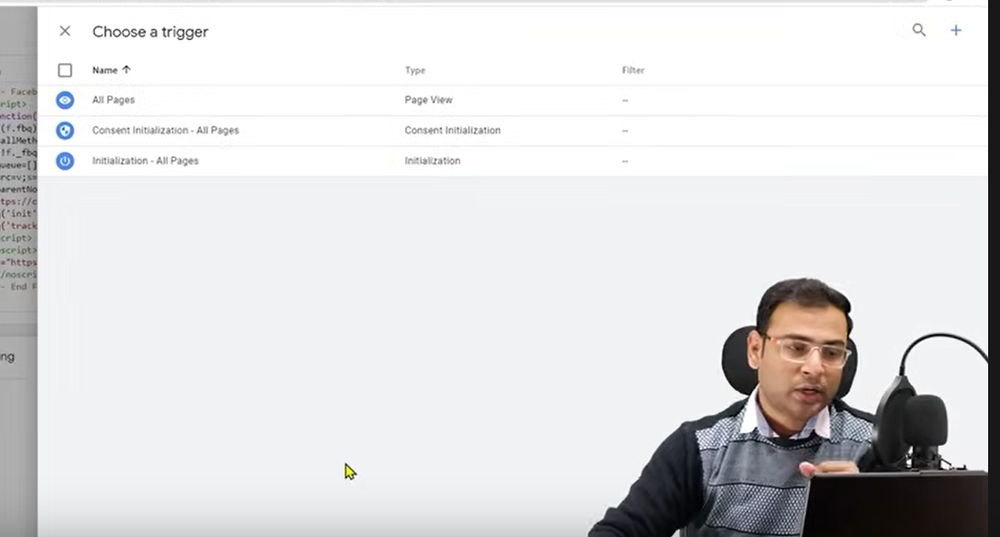 Choose a trigger
Name Type Filter
All Pages Page View --
Consent Initialization - All Pages Consent Initialization --
Initialization - All Pages Initialization --
- Faceb
ript>
nction(
(f.fbq)
allMeth
!f._fbq
ueue=[]
rc=v;s=
arentNo
tps://c
('init'
('track
cript>
script>
="https
/noscri
- End F
ing